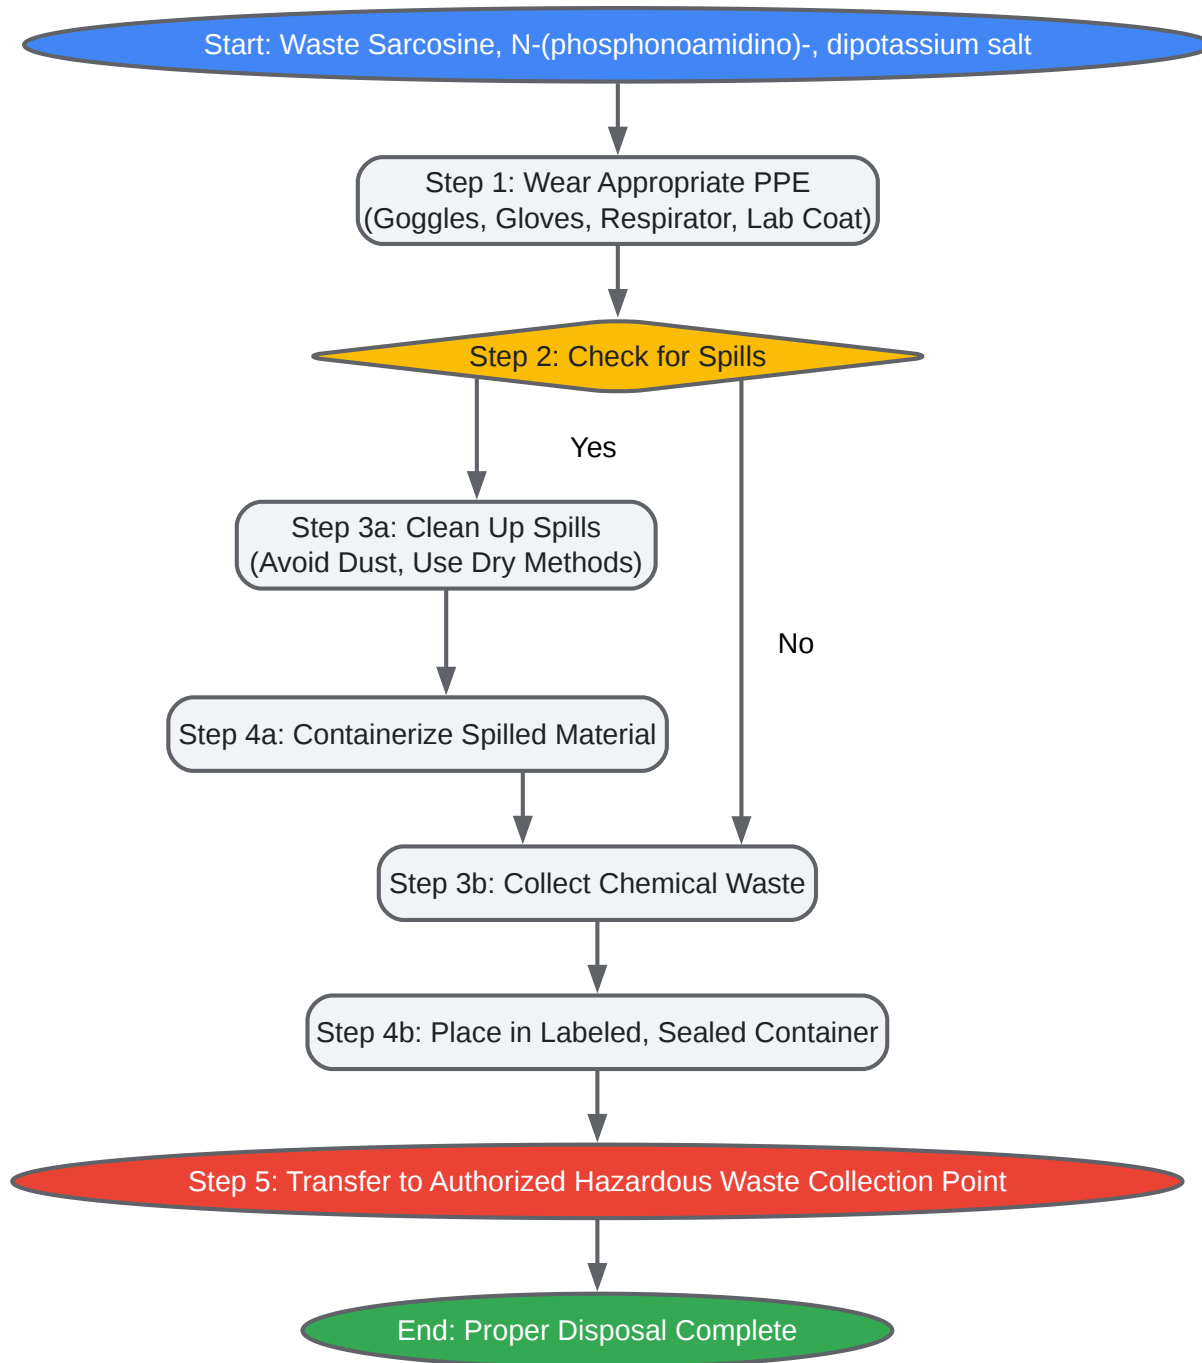 Start: Waste Sarcosine, N-(phosphonoamidino)-, dipotassium salt
Step 1: Wear Appropriate PPE
(Goggles, Gloves, Respirator, Lab Coat)
Step 2: Check for Spills
Yes
Step 3a: Clean Up Spills
(Avoid Dust, Use Dry Methods)
No
Step 4a: Containerize Spilled Material
Step 3b: Collect Chemical Waste
Step 4b: Place in Labeled, Sealed Container
Step 5: Transfer to Authorized Hazardous Waste Collection Point
End: Proper Disposal Complete